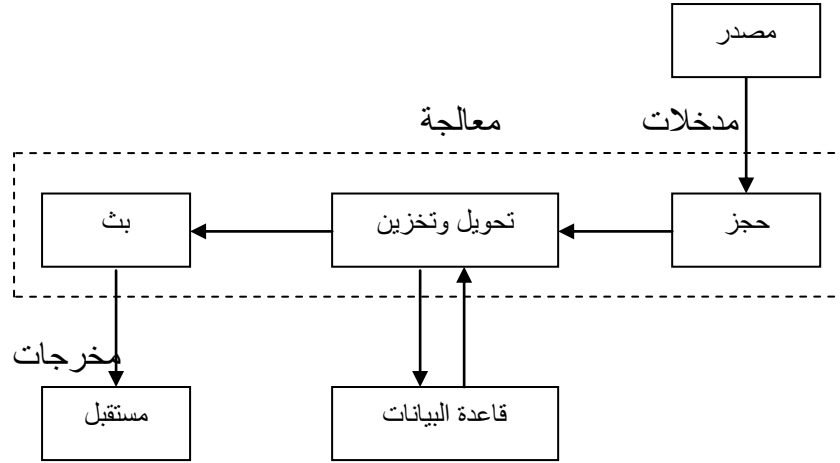 مصدر
مدخلات
معالجة
حجز
تحويل وتخزين
بث
مخرجات
قاعدة البيانات
مستقبل